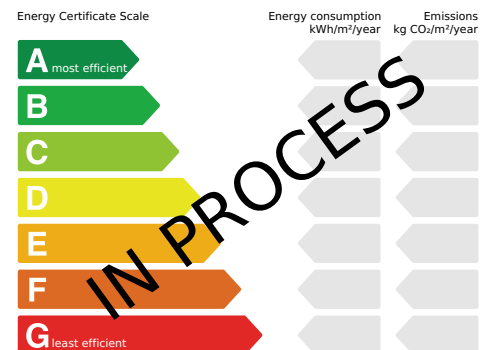 Energy Certificate Scale
Energy consumption
kWh/m²/year
Emissions
kg CO₂/m²/year
A most efficient
B
C
D
E
F
G least efficient
IN PROCESS